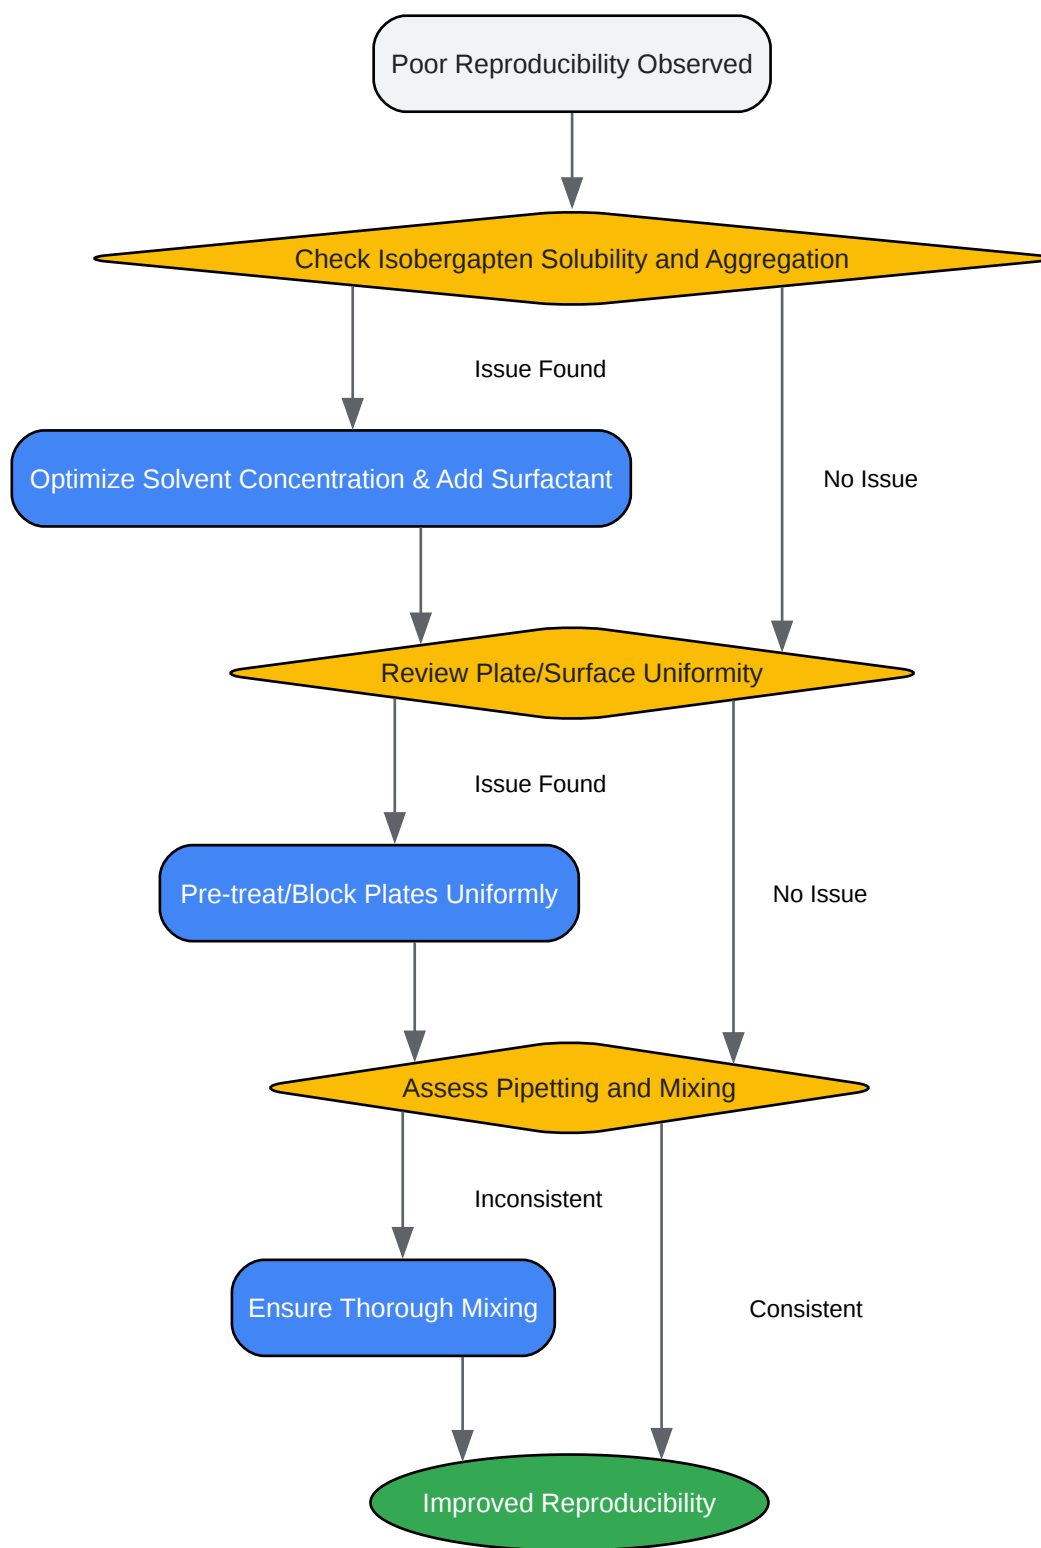 Poor Reproducibility Observed
Check Isobergapten Solubility and Aggregation
Issue Found
Optimize Solvent Concentration & Add Surfactant
No Issue
Review Plate/Surface Uniformity
Issue Found
Pre-treat/Block Plates Uniformly
No Issue
Assess Pipetting and Mixing
Inconsistent
Ensure Thorough Mixing
Consistent
Improved Reproducibility